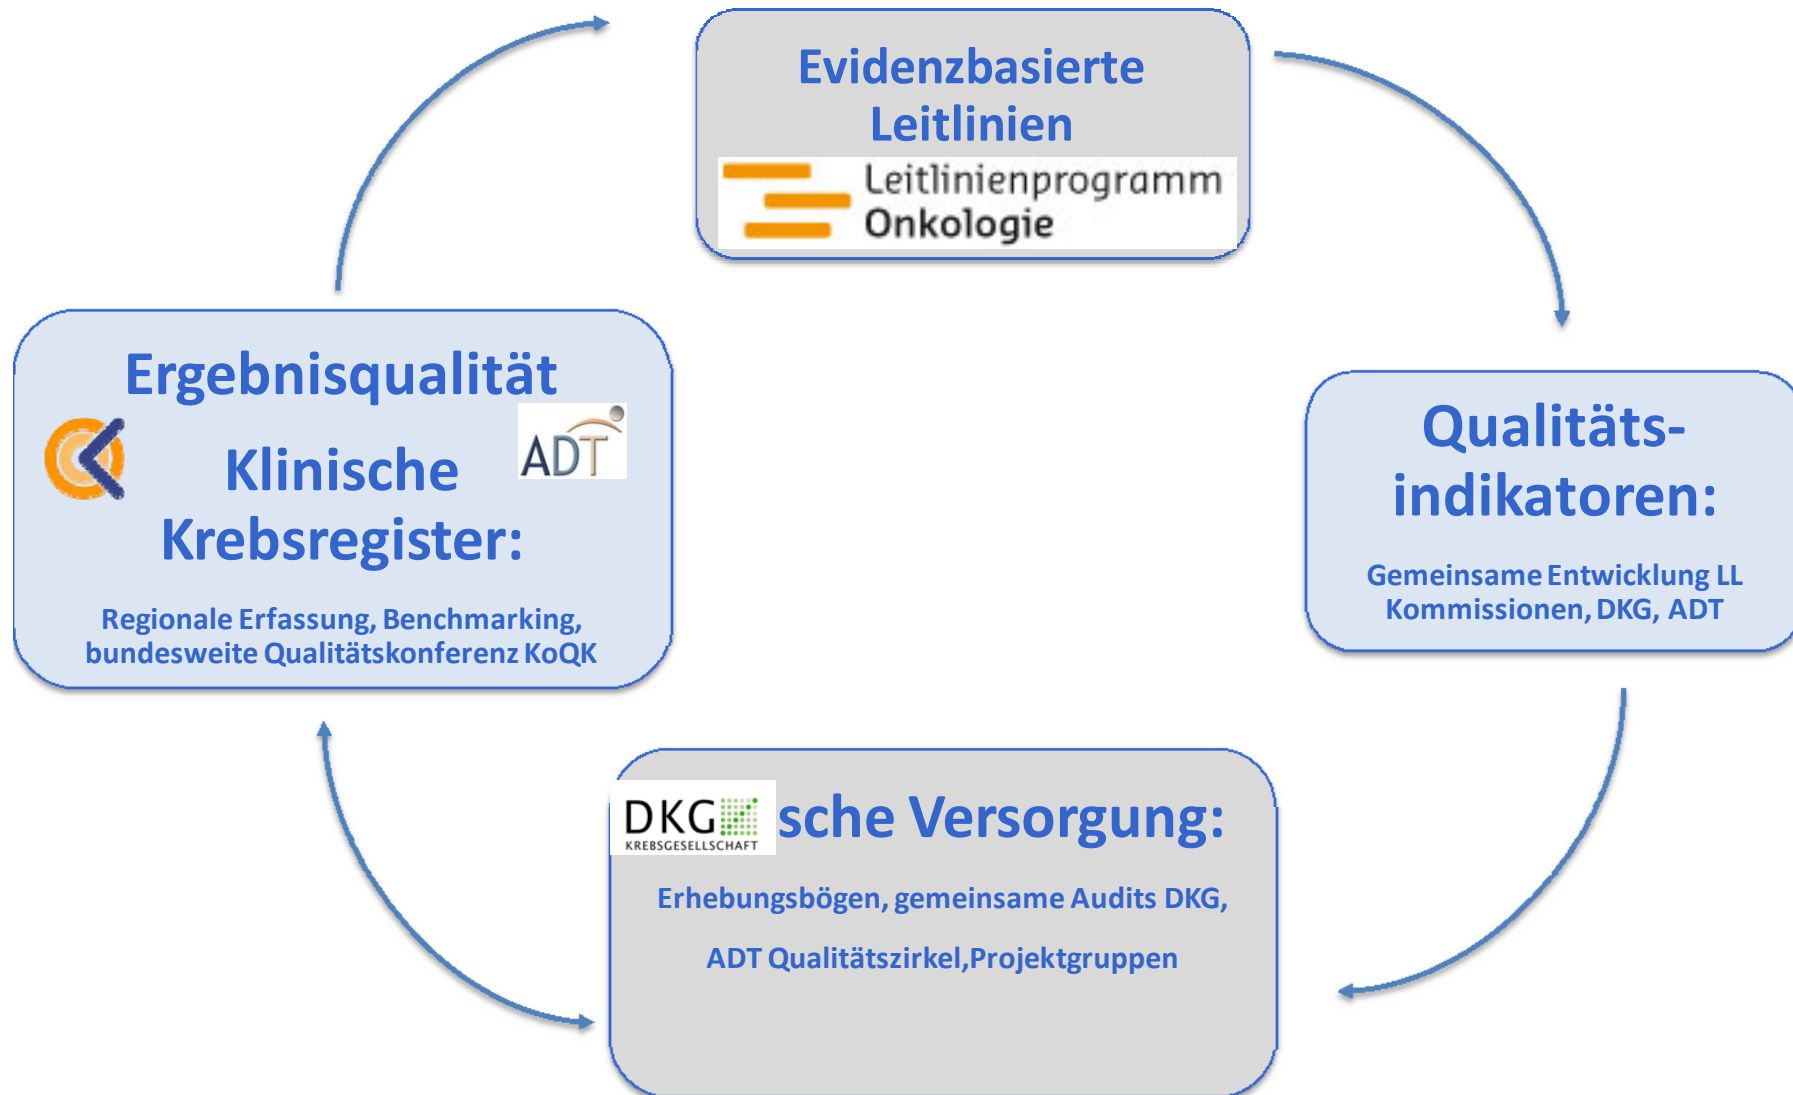 Evidenzbasierte
Leitlinien
Leitlinienprogramm
Onkologie
Ergebnisqualität
ADT
Klinische
Krebsregister:
Regionale Erfassung, Benchmarking,
bundesweite Qualitätskonferenz KoQK
Qualitäts-
indikatoren:
Gemeinsame Entwicklung LL
Kommissionen, DKG, ADT
DKG
KREBSGESELLSCHAFT
sche Versorgung:
Erhebungsbögen, gemeinsame Audits DKG,
ADT Qualitätszirkel,Projektgruppen